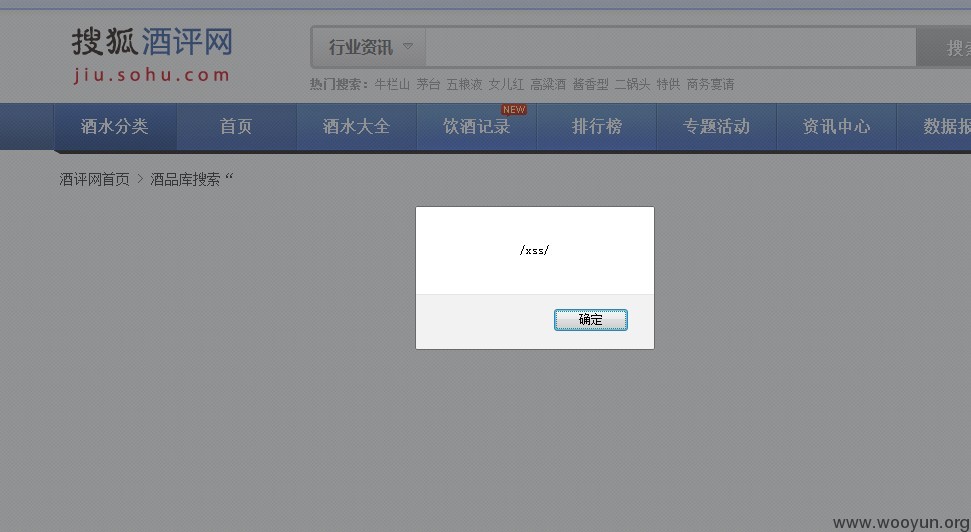 搜狐酒评网
jiu.sohu.com
行业资讯
热门搜索：牛栏山 茅台 五粮液 女儿红 高粱酒 酱香型 二锅头 特供 商务宴请
NEW
酒水分类 首页 酒水大全 饮酒记录 排行榜 专题活动 资讯中心 数据报
酒评网首页 > 酒品库搜索 “
/xss/
确定
www.wooyun.org